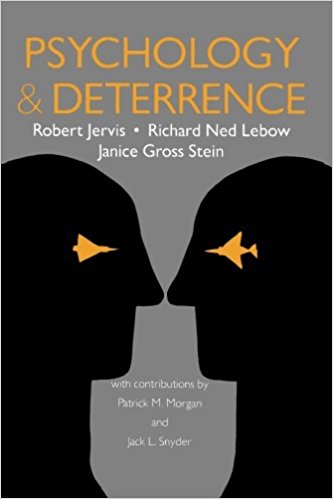 PSYCHOLOGY
& DETERRENCE
Robert Jervis • Richard Ned Lebow
Janice Gross Stein
with contributions by
Patrick M. Morgan
and
Jack L. Snyder